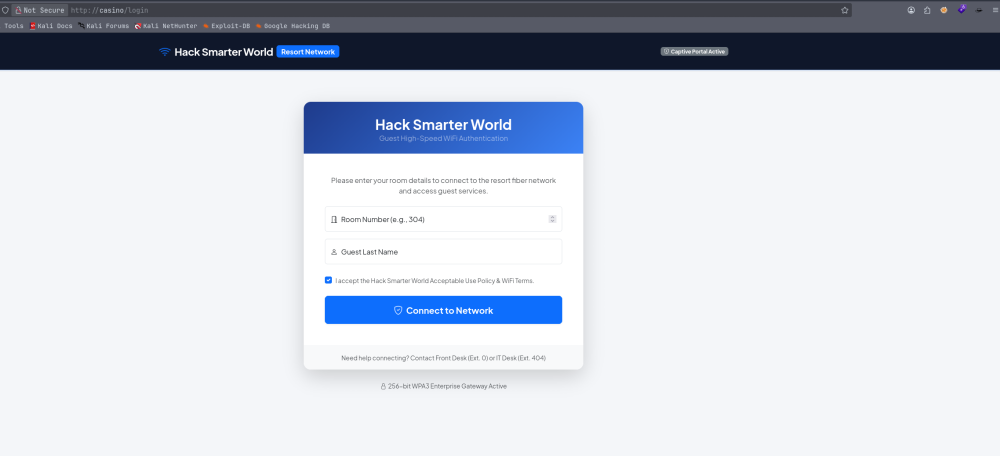 Not Secure http://casino/login
Tools Kali Docs Kali Forums Kali NetHunter Exploit-DB Google Hacking DB
Hack Smarter World Resort Network Captive Portal Active
Hack Smarter World
Guest High-Speed WiFi Authentication
Please enter your room details to connect to the resort fiber network
and access guest services.
Room Number (e.g., 304)
Guest Last Name
I accept the Hack Smarter World Acceptable Use Policy & WiFi Terms.
Connect to Network
Need help connecting? Contact Front Desk (Ext. 0) or IT Desk (Ext. 404)
256-bit WPA3 Enterprise Gateway Active